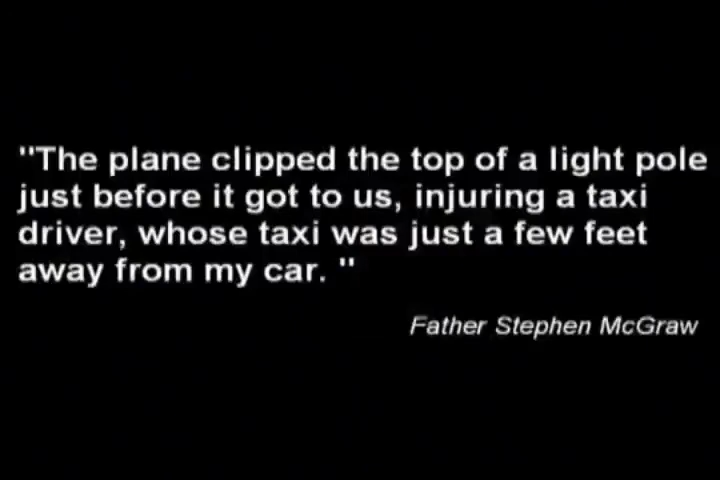 "The plane clipped the top of a light pole
just before it got to us, injuring a taxi
driver, whose taxi was just a few feet
away from my car. "
Father Stephen McGraw